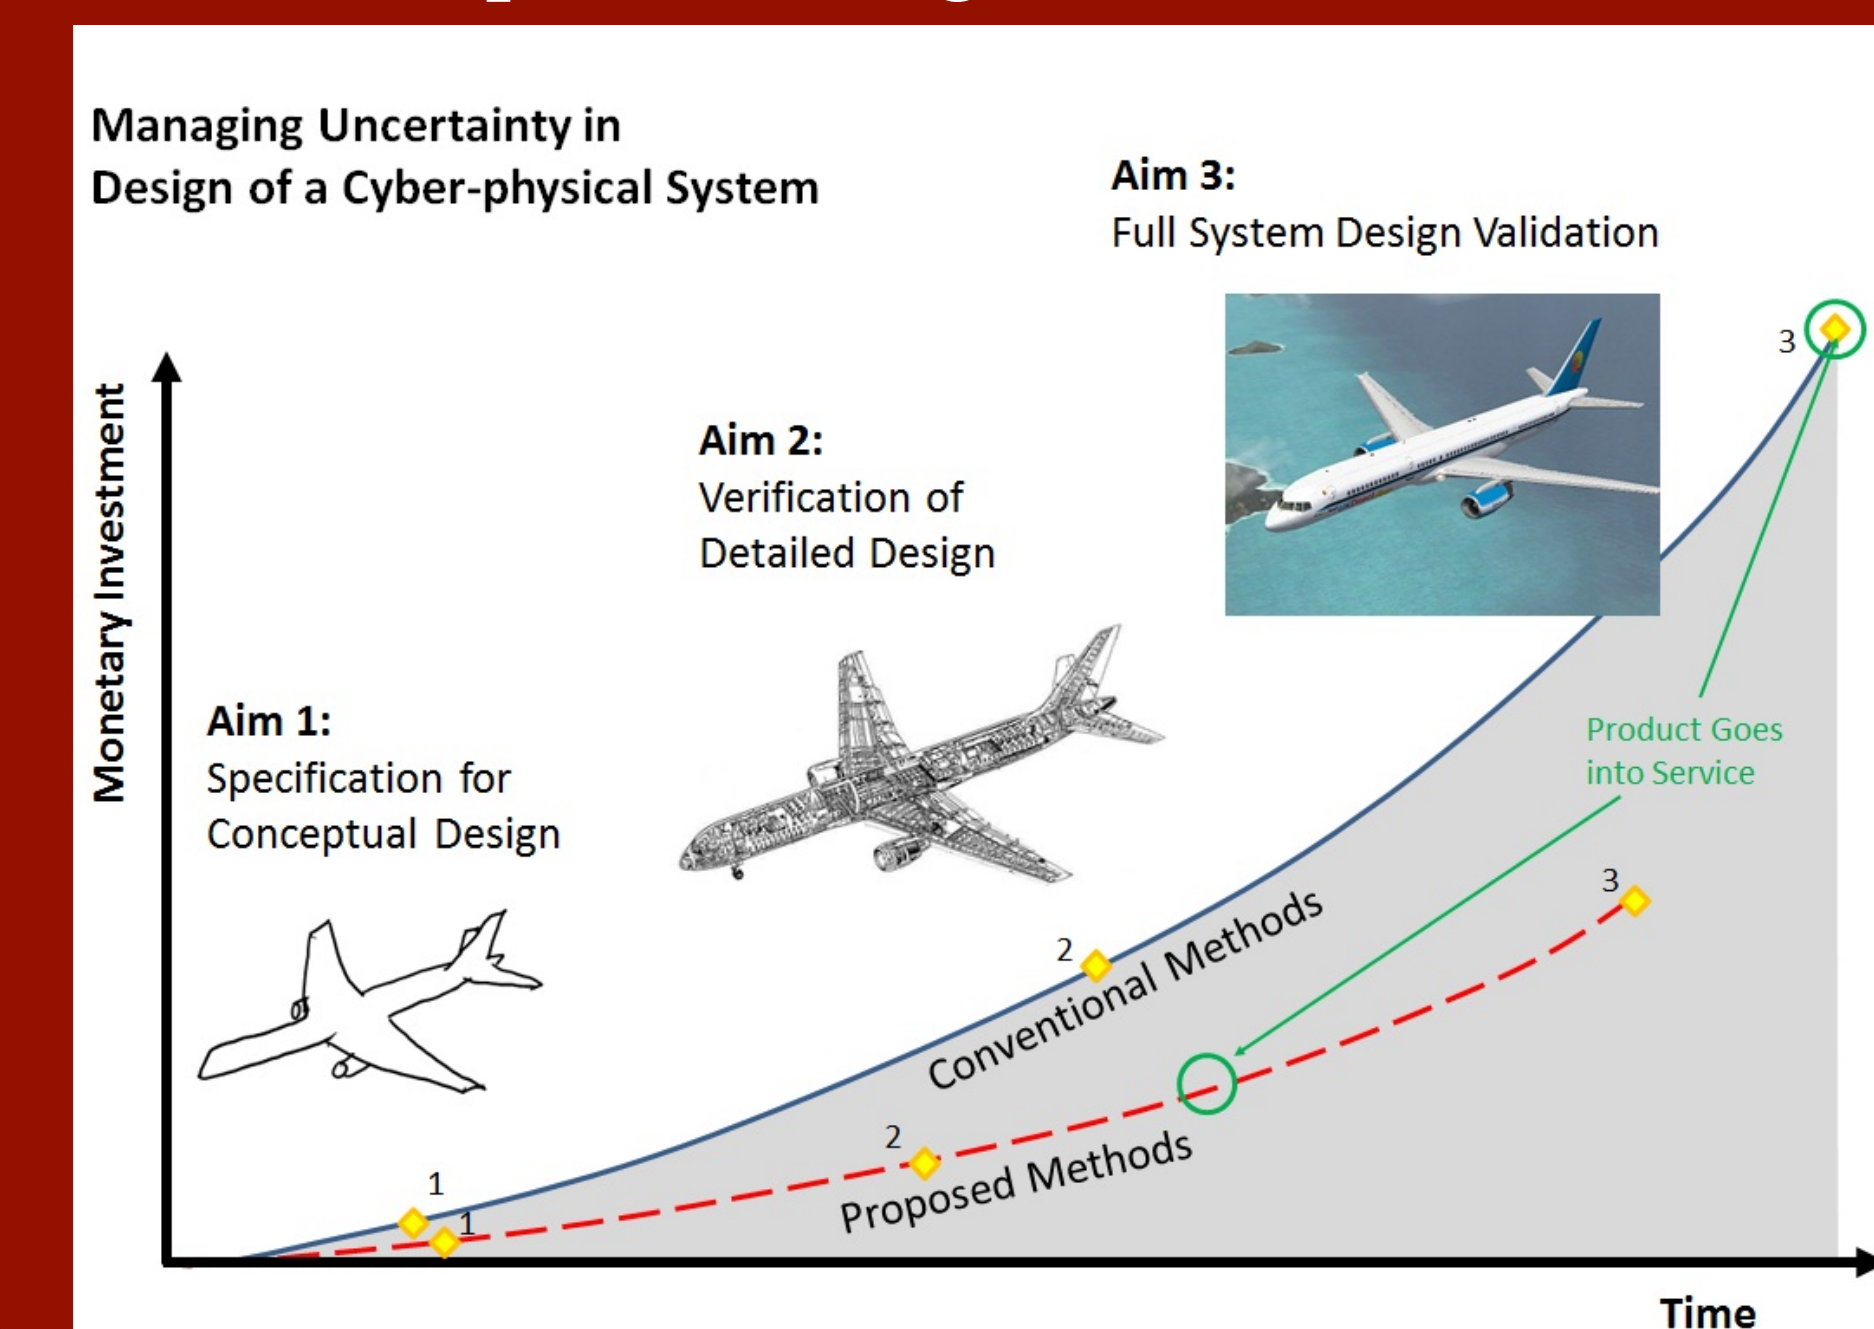 Managing Uncertainty in
Design of a Cyber-physical System
Aim 3:
Full System Design Validation
3
Monetary Investment
Aim 2:
Verification of
Detailed Design
Aim 1:
Specification for
Conceptual Design
Product Goes
into Service
3
2
Conventional Methods
2
Proposed Methods
1
1
Time